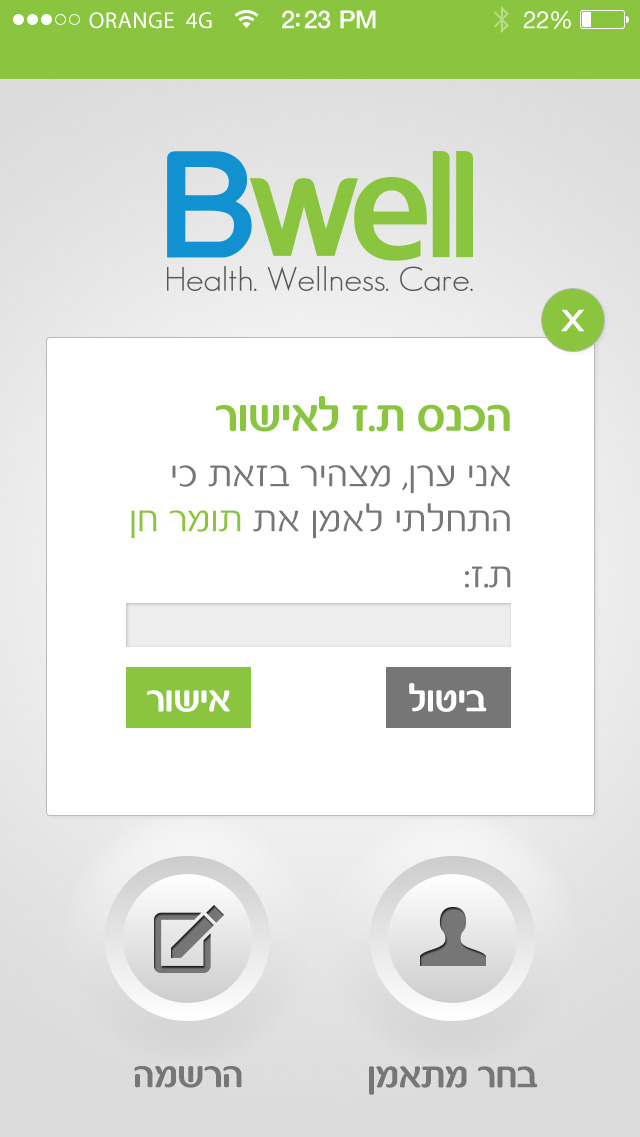 ORANGE 4G 2:23 PM 22%
Bwell
Health. Wellness. Care.
X
הכנס ת.ז לאישור
אני ערן, מצהיר בזאת כי
התחלתי לאמן את תומר חן
ת.ז:
ביטול אישור
בחר מתאמן הרשמה